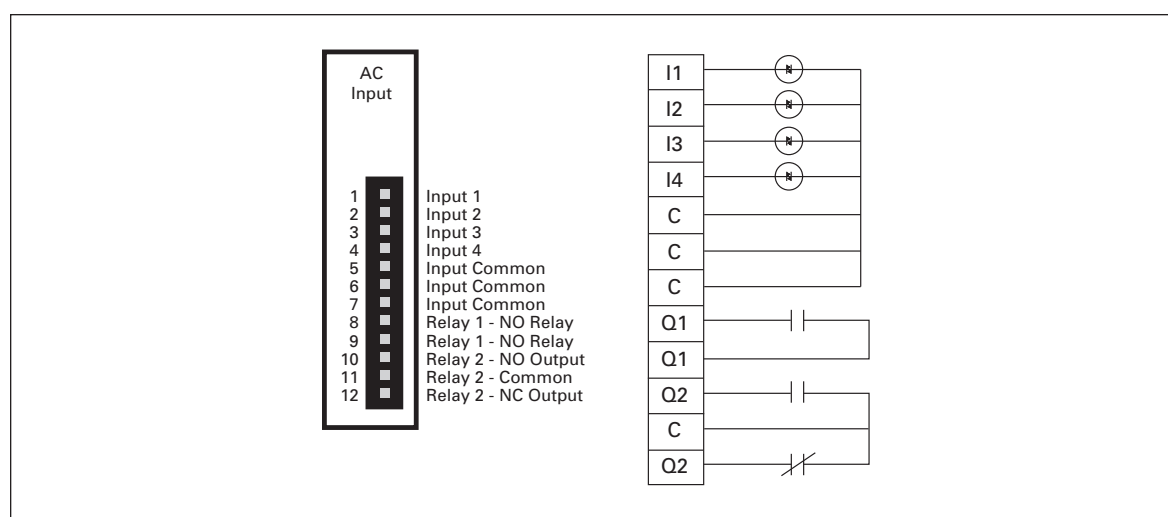 AC
Input
1 Input 1
2 Input 2
3 Input 3
4 Input 4
5 Input Common
6 Input Common
7 Input Common
8 Relay 1 - NO Relay
9 Relay 1 - NO Relay
10 Relay 2 - NO Output
11 Relay 2 - Common
12 Relay 2 - NC Output
I1
I2
I3
I4
C
C
C
Q1
Q1
Q2
C
Q2